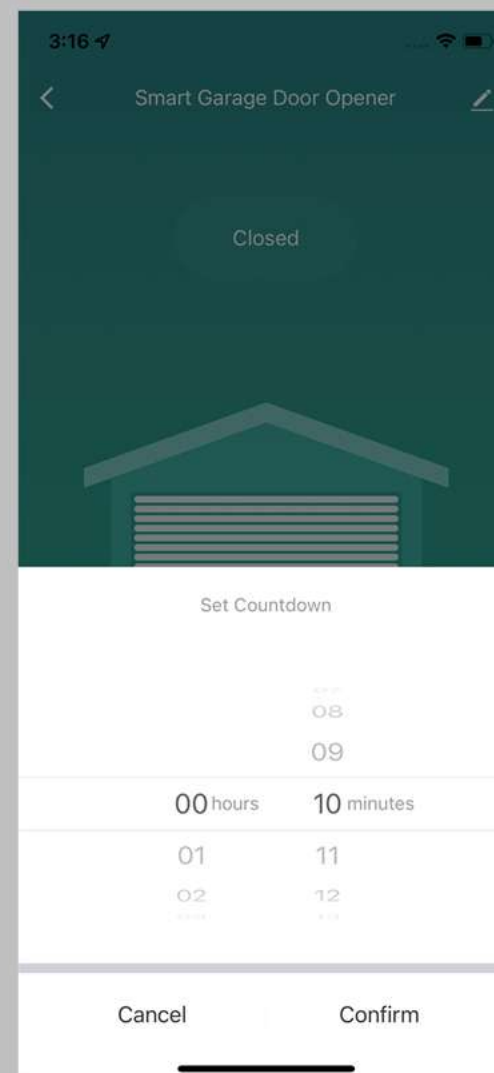 3:16
Smart Garage Door Opener
Closed
Set Countdown
08
09
00 hours 10 minutes
01 11
02 12
Cancel Confirm